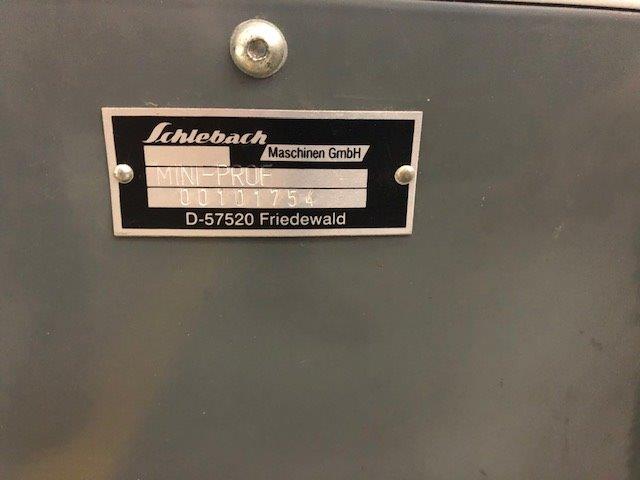 Schlebach
Maschinen GmbH
MINI-PROF
00101754
D-57520 Friedewald